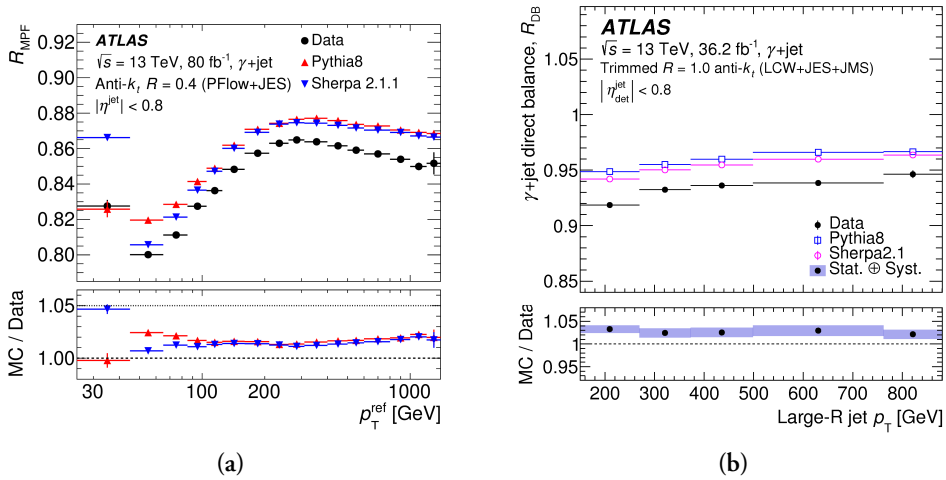 R_MPF
0.92
0.90
0.88
0.86
0.84
0.82
0.80
ATLAS
√s = 13 TeV, 80 fb⁻¹, γ+jet
Anti-k_t R = 0.4 (PFlow+JES)
|η^jet| < 0.8
Data
Pythia8
Sherpa 2.1.1
MC / Data
1.05
1.00
30
100
200
1000
p_T^ref [GeV]
(a)
γ+jet direct balance, R_DB
1.05
1
0.95
0.9
0.85
ATLAS
√s = 13 TeV, 36.2 fb⁻¹, γ+jet
Trimmed R = 1.0 anti-k_t (LCW+JES+JMS)
|η_det^jet| < 0.8
Data
Pythia8
Sherpa2.1
Stat. ⊕ Syst.
MC / Data
1.05
1
0.95
200 300 400 500 600 700 800
Large-R jet p_T [GeV]
(b)